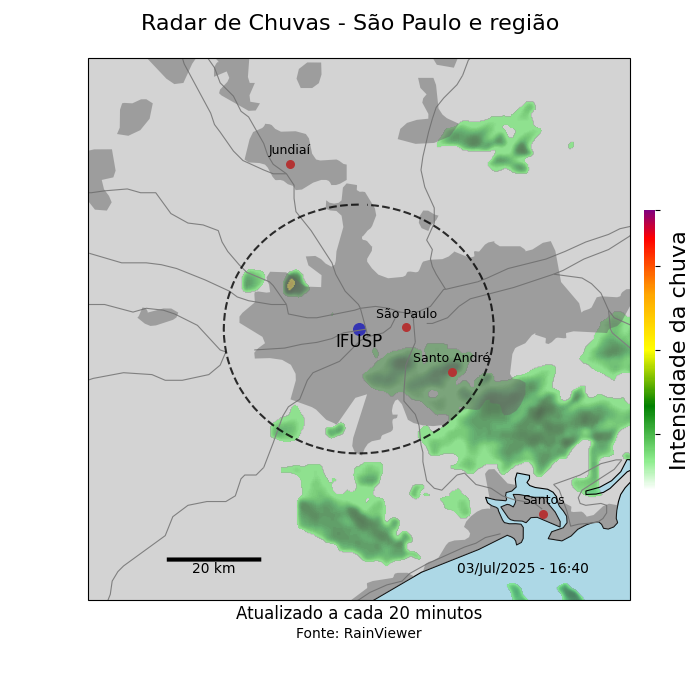 Radar de Chuvas - São Paulo e região
Jundiaí
São Paulo
IFUSP
Santo André
Santos
20 km
03/Jul/2025 - 16:40
Intensidade da chuva
Atualizado a cada 20 minutos
Fonte: RainViewer